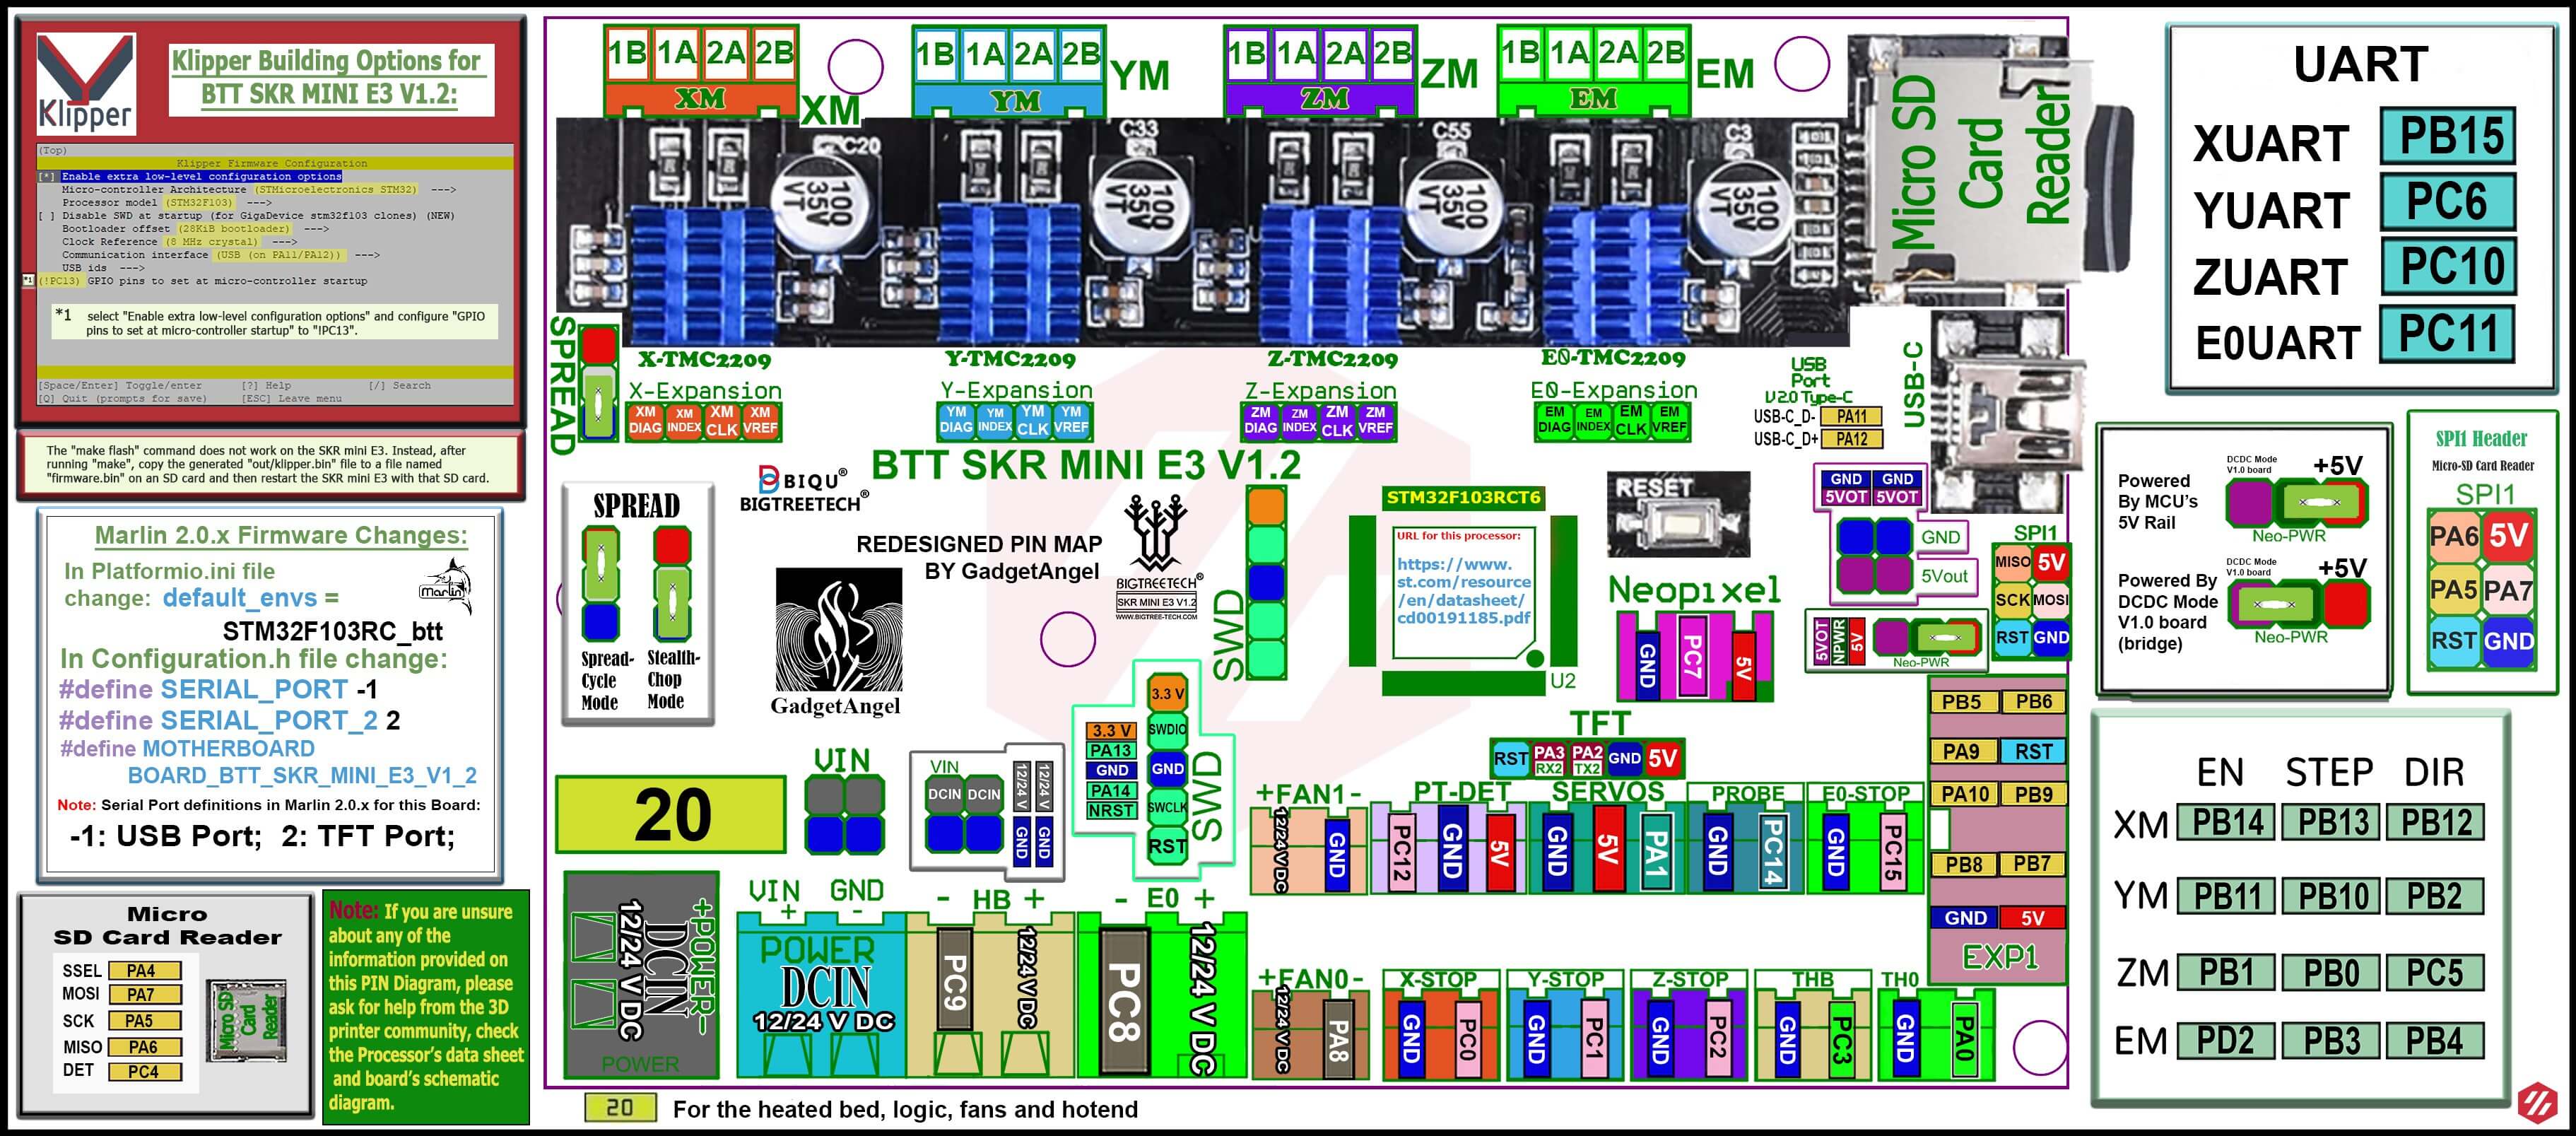 Klipper
Klipper Building Options for
BTT SKR MINI E3 V1.2:
(Top)
Klipper Firmware Configuration
[*] Enable extra low-level configuration options
Micro-controller Architecture (STMicroelectronics STM32) --->
Processor model (STM32F103) --->
[ ] Disable SWD at startup (for GigaDevice stm32f103 clones) (NEW)
Bootloader offset (28KiB bootloader) --->
Clock Reference (8 MHz crystal) --->
Communication interface (USB (on PA11/PA12)) --->
USB ids --->
*1 (!PC13) GPIO pins to set at micro-controller startup
*1 select "Enable extra low-level configuration options" and configure "GPIO
pins to set at micro-controller startup" to "!PC13".
[Space/Enter] Toggle/enter [?] Help [/] Search
[Q] Quit (prompts for save) [ESC] Leave menu
The "make flash" command does not work on the SKR mini E3. Instead, after
running "make", copy the generated "out/klipper.bin" file to a file named
"firmware.bin" on an SD card and then restart the SKR mini E3 with that SD card.
Marlin 2.0.x Firmware Changes:
In Platformio.ini file
change: default_envs =
STM32F103RC_btt
Marlin
In Configuration.h file change:
#define SERIAL_PORT -1
#define SERIAL_PORT_2 2
#define MOTHERBOARD
BOARD_BTT_SKR_MINI_E3_V1_2
Note: Serial Port definitions in Marlin 2.0.x for this Board:
-1: USB Port; 2: TFT Port;
Micro
SD Card Reader
SSEL PA4
MOSI PA7
SCK PA5
MISO PA6
DET PC4
Micro SD
Card
Reader
Note: If you are unsure
about any of the
information provided on
this PIN Diagram, please
ask for help from the 3D
printer community, check
the Processor's data sheet
and board's schematic
diagram.
1B 1A 2A 2B
XM
XM
1B 1A 2A 2B
YM
YM
1B 1A 2A 2B
ZM
ZM
1B 1A 2A 2B
EM
EM
C20
C33
C55
C3
100
35V
VT
100
35V
VT
100
35V
VT
100
35V
VT
Micro SD
Card
Reader
SPREAD
X-TMC2209
Y-TMC2209
Z-TMC2209
E0-TMC2209
X-Expansion
XM DIAG
XM INDEX
XM CLK
XM VREF
Y-Expansion
YM DIAG
YM INDEX
YM CLK
YM VREF
Z-Expansion
ZM DIAG
ZM INDEX
ZM CLK
ZM VREF
E0-Expansion
EM DIAG
EM INDEX
EM CLK
EM VREF
USB
Port
V2.0 Type-C
USB-C_D- PA11
USB-C_D+ PA12
USB-C
BTT SKR MINI E3 V1.2
BIQU®
BIGTREETECH®
REDESIGNED PIN MAP
BY GadgetAngel
GadgetAngel
BIGTREETECH®
SKR MINI E3 V1.2
WWW.BIGTREE-TECH.COM
SPREAD
Spread-
Cycle
Mode
Stealth-
Chop
Mode
SWD
STM32F103RCT6
URL for this processor:
https://www.
st.com/resource
/en/datasheet/
cd00191185.pdf
U2
RESET
Neopixel
GND PC7 5V
GND GND
5VOT 5VOT
GND
5Vout
5VOT NPWR 5V
Neo-PWR
SPI1
MISO 5V
SCK MOSI
RST GND
TFT
RST
PA3 RX2
PA2 TX2
GND
5V
PB5 PB6
PA9 RST
PA10 PB9
PB8 PB7
GND 5V
EXP1
20
VIN
VIN
DCIN DCIN
12/24 V 12/24 V
GND GND
3.3 V
PA13
GND
PA14
NRST
3.3 V
SWDIO
GND
SWCLK
RST
SWD
+FAN1-
12/24 V DC GND
PT-DET
PC12 GND 5V
SERVOS
GND 5V PA1
PROBE
GND PC14
E0-STOP
GND PC15
+POWER-
DCIN
12/24 V DC
POWER
VIN GND
+ -
POWER
DCIN
12/24 V DC
- HB +
PC9 12/24 V DC
- E0 +
PC8 12/24 V DC
+FAN0-
12/24 V DC PA8
X-STOP
GND PC0
Y-STOP
GND PC1
Z-STOP
GND PC2
THB
GND PC3
TH0
GND PA0
20 For the heated bed, logic, fans and hotend
UART
XUART PB15
YUART PC6
ZUART PC10
E0UART PC11
Powered
By MCU's
5V Rail
DCDC Mode
V1.0 board
+5V
Neo-PWR
Powered By
DCDC Mode
V1.0 board
(bridge)
DCDC Mode
V1.0 board
+5V
Neo-PWR
SPI1 Header
Micro-SD Card Reader
SPI1
PA6 5V
PA5 PA7
RST GND
EN STEP DIR
XM PB14 PB13 PB12
YM PB11 PB10 PB2
ZM PB1 PB0 PC5
EM PD2 PB3 PB4